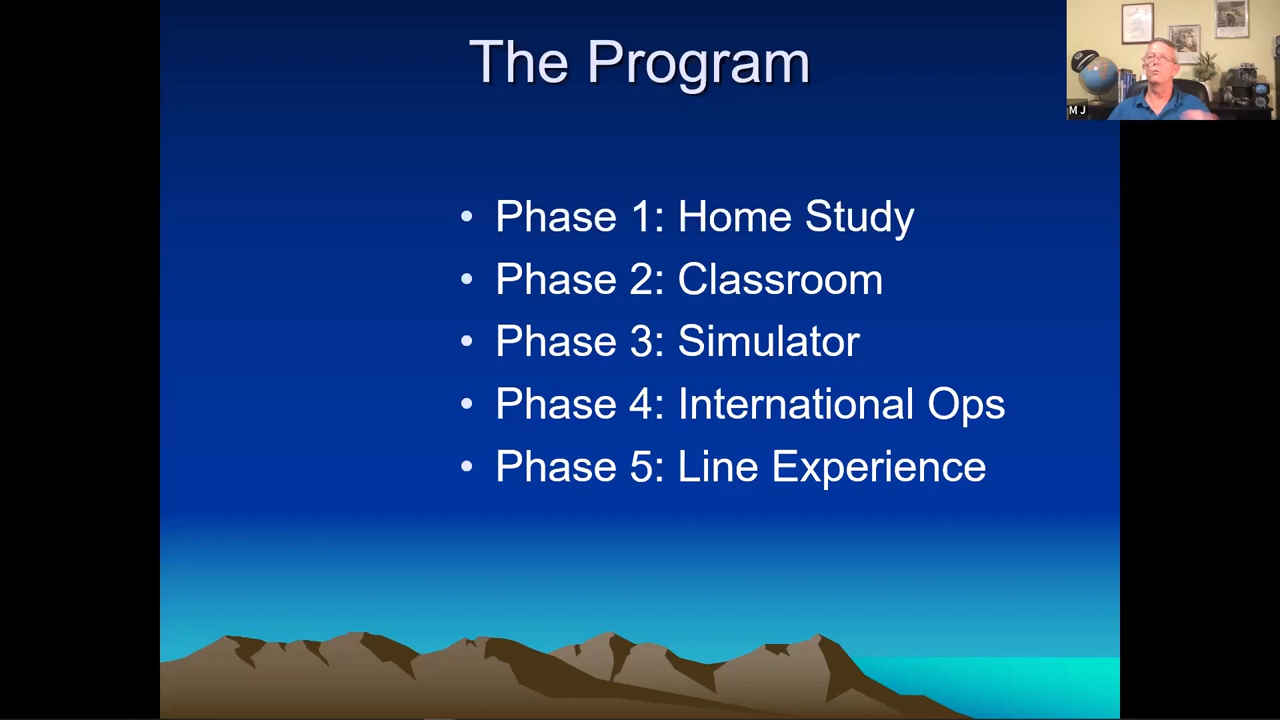 The Program
M J
• Phase 1: Home Study
• Phase 2: Classroom
• Phase 3: Simulator
• Phase 4: International Ops
• Phase 5: Line Experience